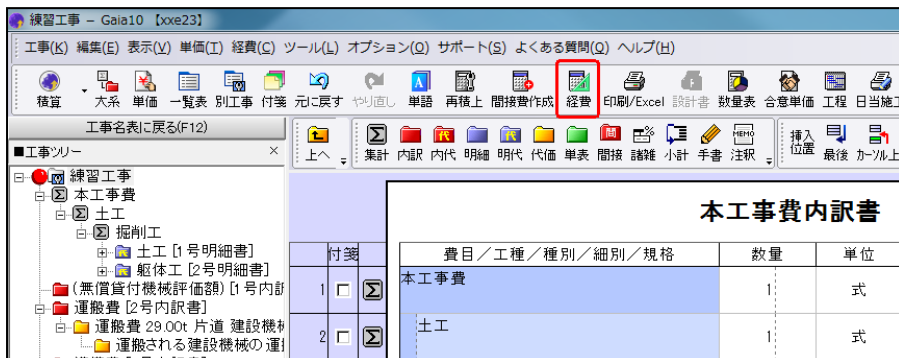 練習工事 － Gaia10 【xxe23】
工事(K) 編集(E) 表示(V) 単価(T) 経費(C) ツール(L) オプション(O) サポート(S) よくある質問(Q) ヘルプ(H)
積算 大系 単価 一覧表 別工事 付箋 元に戻す やり直し 単語 再積上 間接費作成 経費 印刷/Excel 設計書 数量表 合意単価 工程 日当施工
工事名表に戻る(F12)
上へ 集計 内訳 内代 明細 明代 代価 単表 間接 諸雑 小計 手書 注釈 挿入位置 最後 カーソル上
■工事ツリー ×
練習工事
本工事費
土工
掘削工
土工 [1号明細書]
躯体工 [2号明細書]
(無償貸付機械評価額) [1号内訳
運搬費 [2号内訳書]
運搬費 29.00t 片道 建設機械
運搬される建設機械の運搬
本工事費内訳書
付箋 費目／工種／種別／細別／規格 数量 単位
1 本工事費 1 式
2 土工 1 式